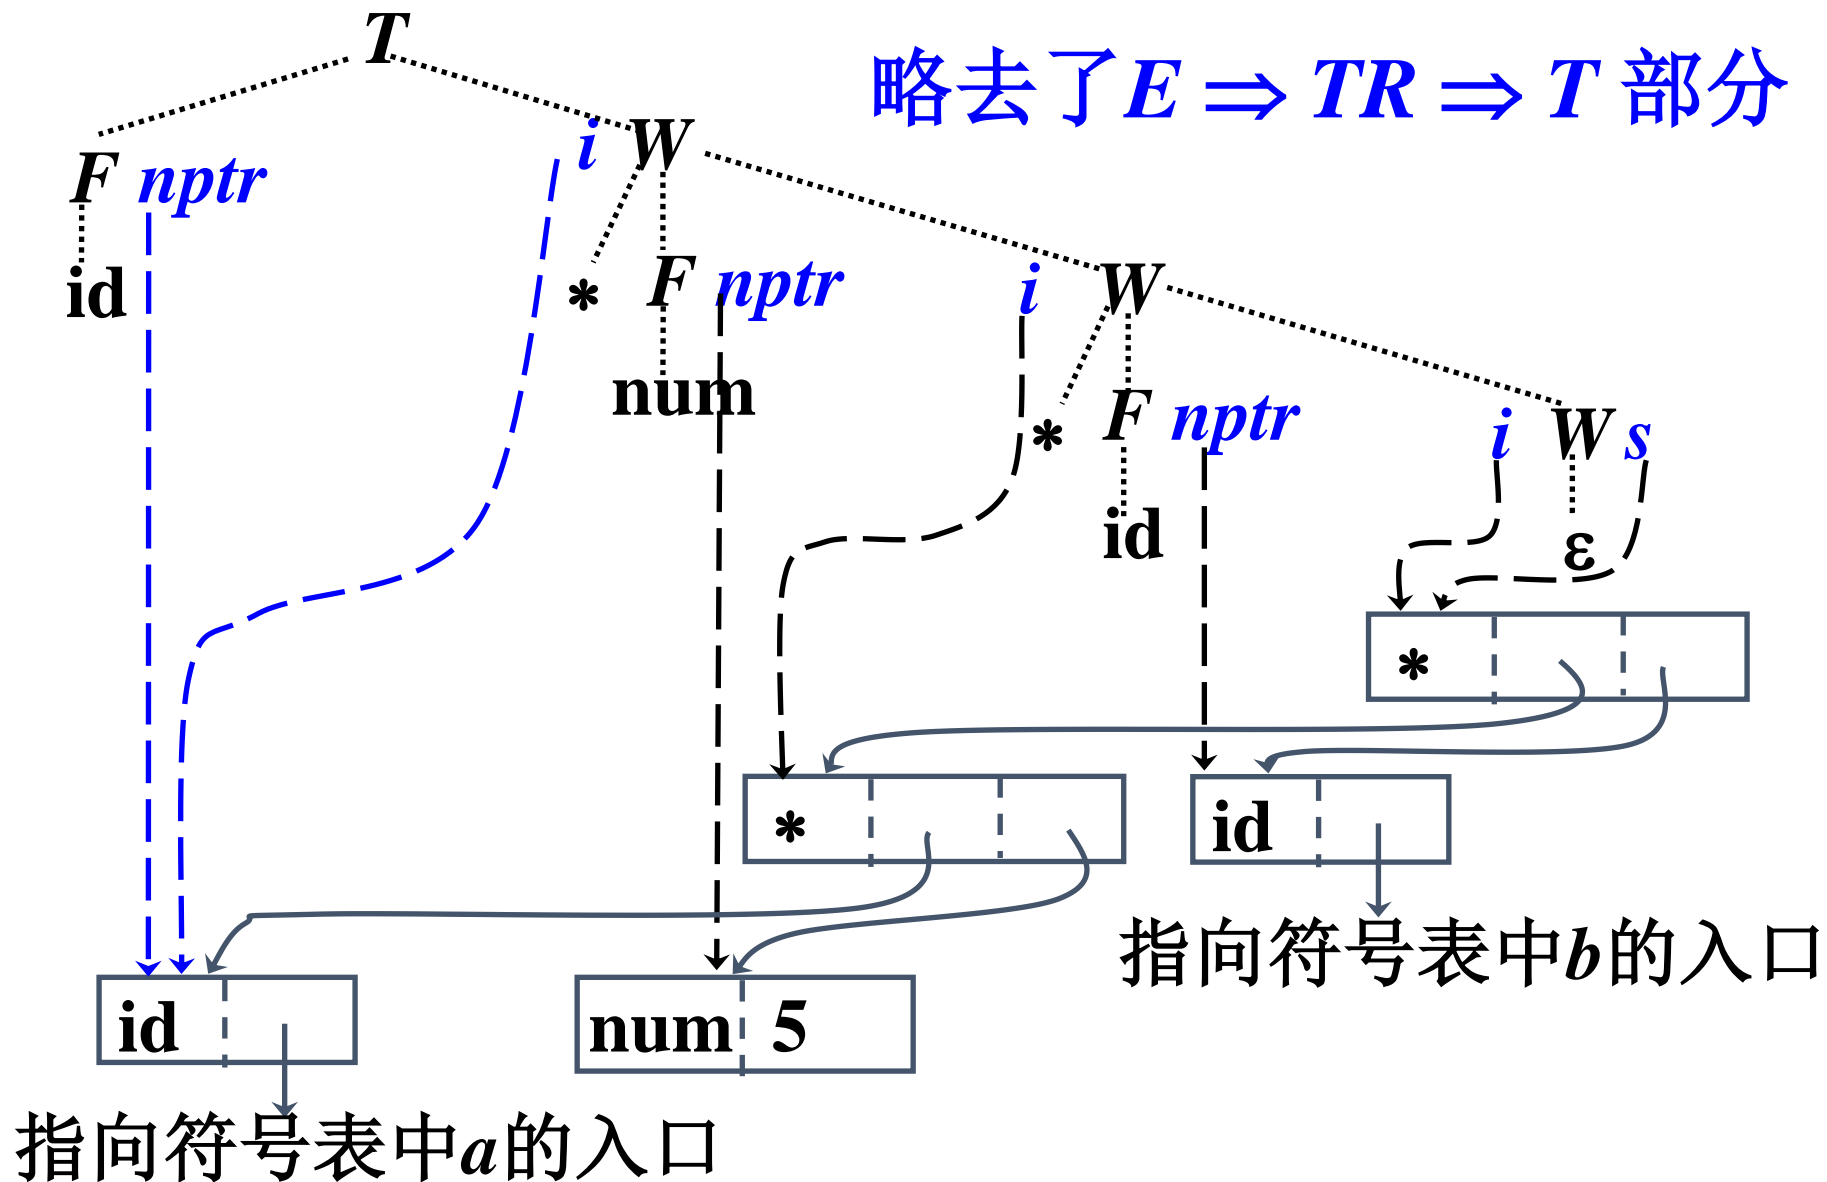 T
略去了E ⇒ TR ⇒ T 部分
i W
F nptr
id
* F nptr
i W
num
* F nptr
i W s
id
ε
*
*
id
指向符号表中b的入口
id
num 5
指向符号表中a的入口